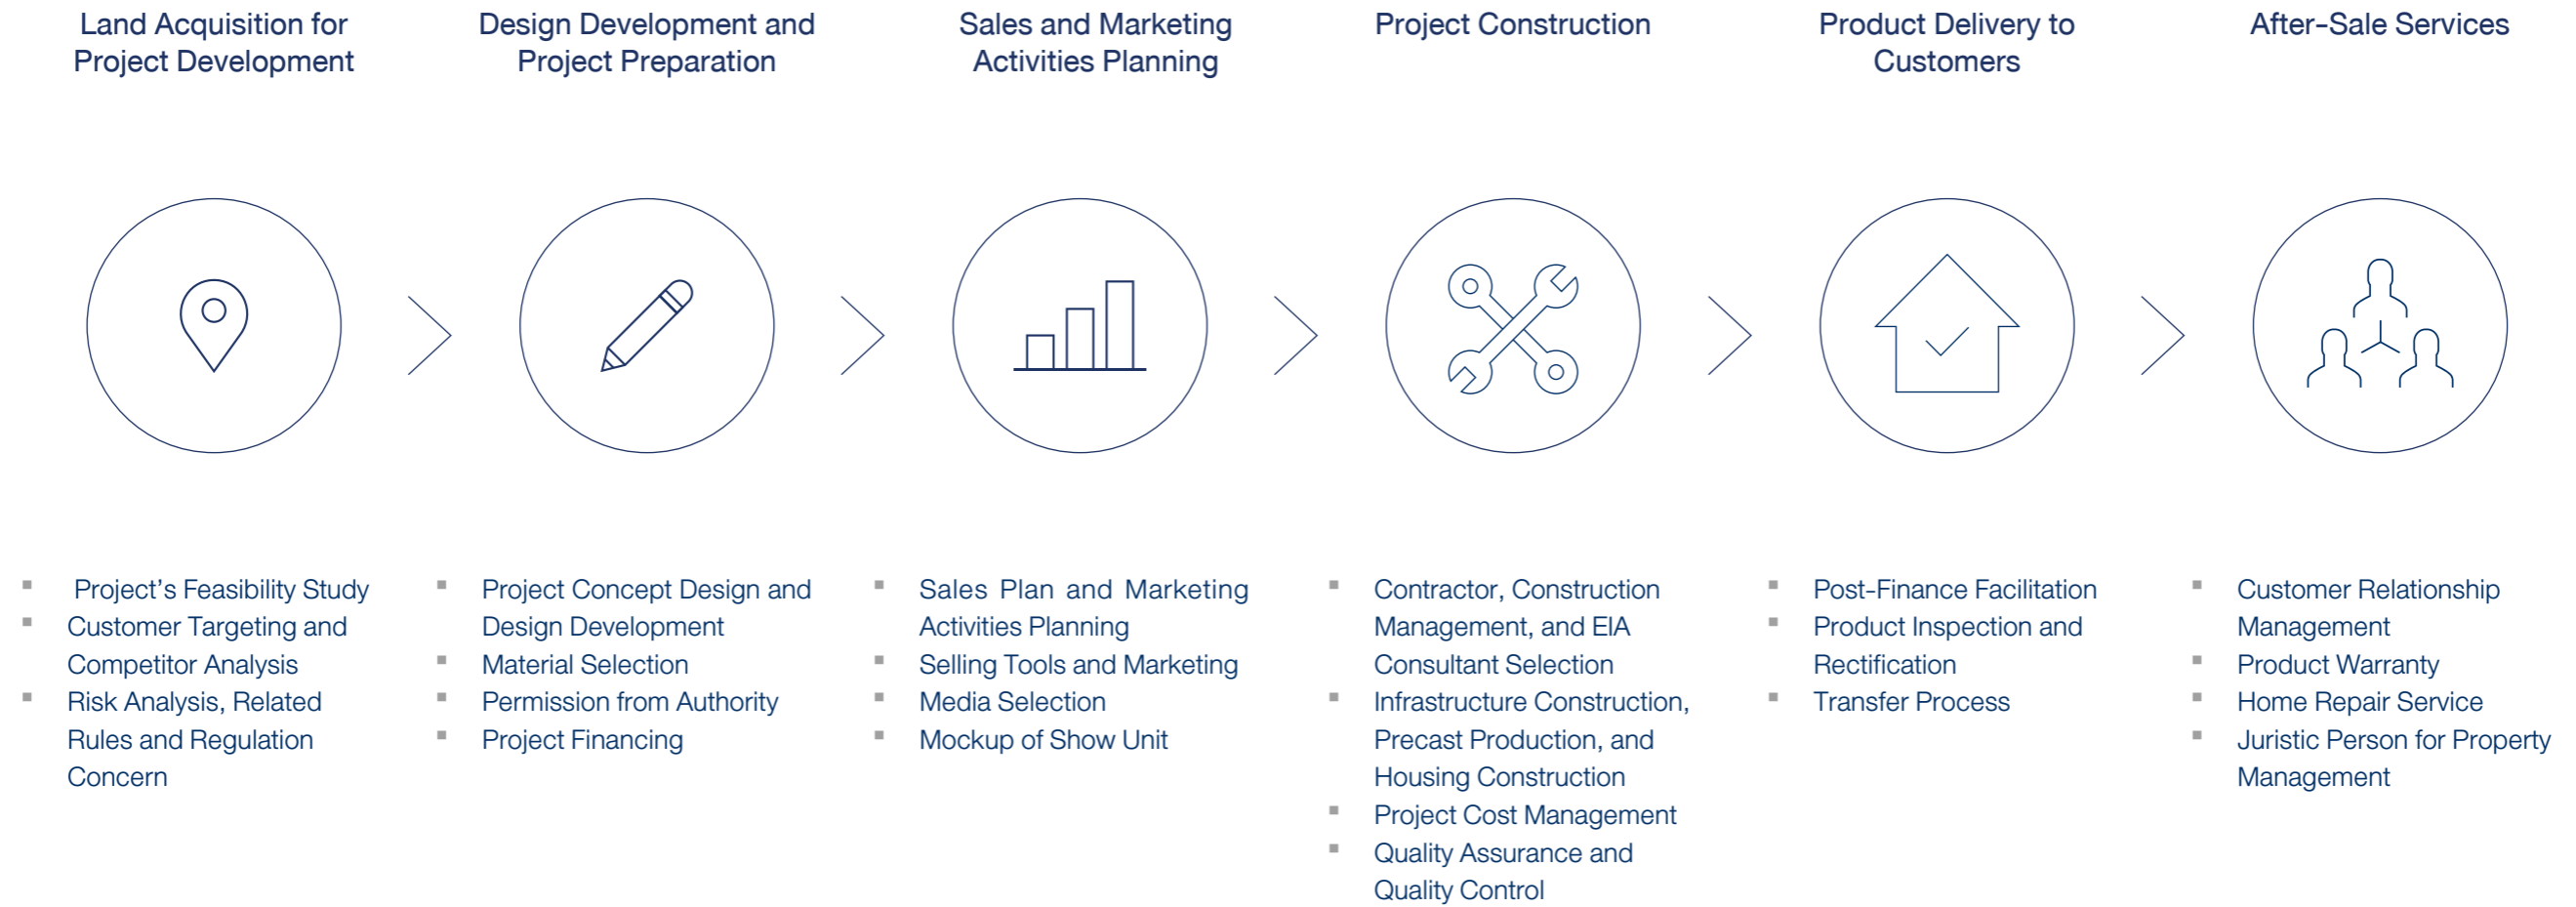 Land Acquisition for
Project Development
Design Development and
Project Preparation
Sales and Marketing
Activities Planning
Project Construction
Product Delivery to
Customers
After-Sale Services
Project’s Feasibility Study
Customer Targeting and
Competitor Analysis
Risk Analysis, Related
Rules and Regulation
Concern
Project Concept Design and
Design Development
Material Selection
Permission from Authority
Project Financing
Sales Plan and Marketing
Activities Planning
Selling Tools and Marketing
Media Selection
Mockup of Show Unit
Contractor, Construction
Management, and EIA
Consultant Selection
Infrastructure Construction,
Precast Production, and
Housing Construction
Project Cost Management
Quality Assurance and
Quality Control
Post-Finance Facilitation
Product Inspection and
Rectification
Transfer Process
Customer Relationship
Management
Product Warranty
Home Repair Service
Juristic Person for Property
Management